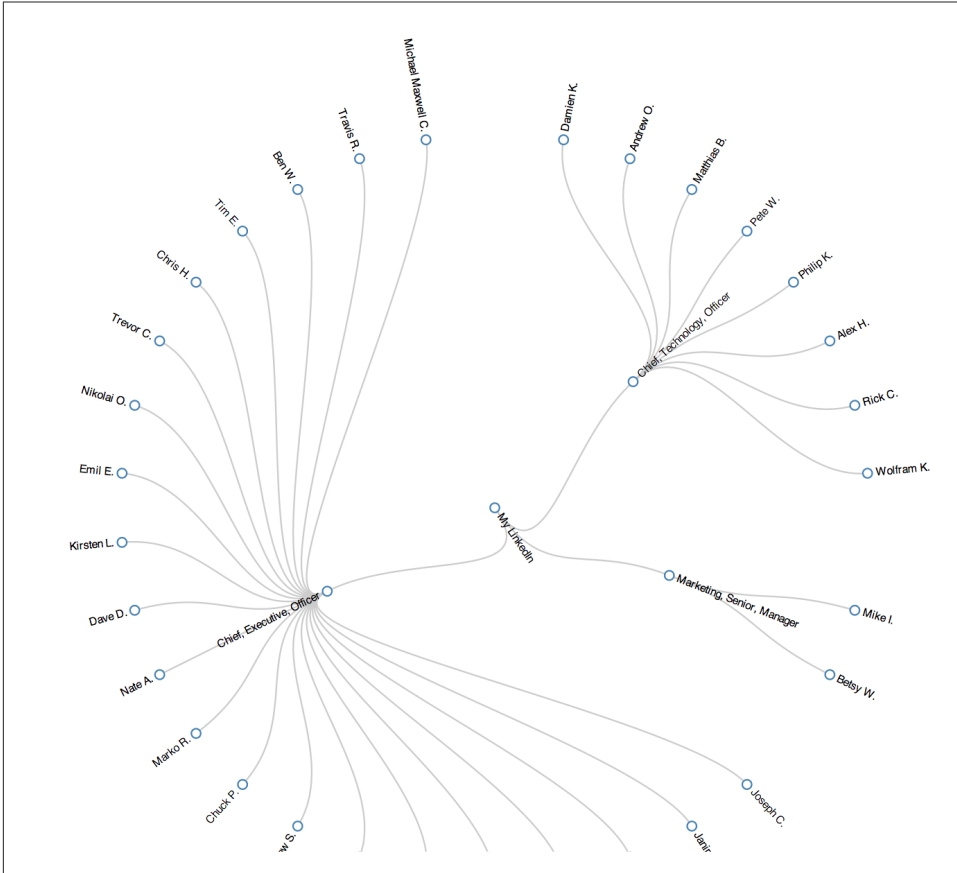 Michael Maxwell C.
Travis R.
Ben W.
Tim E.
Chris H.
Trevor C.
Nikolai O.
Emil E.
Kirsten L.
Dave D.
Nate A.
Marko R.
Chuck P.
w S.
Chief, Executive, Officer
My LinkedIn
Damien K.
Andrew O.
Matthias B.
Pete W.
Philip K.
Chief, Technology, Officer
Alex H.
Rick C.
Wolfram K.
Marketing, Senior, Manager
Mike I.
Betsy W.
Joseph C.